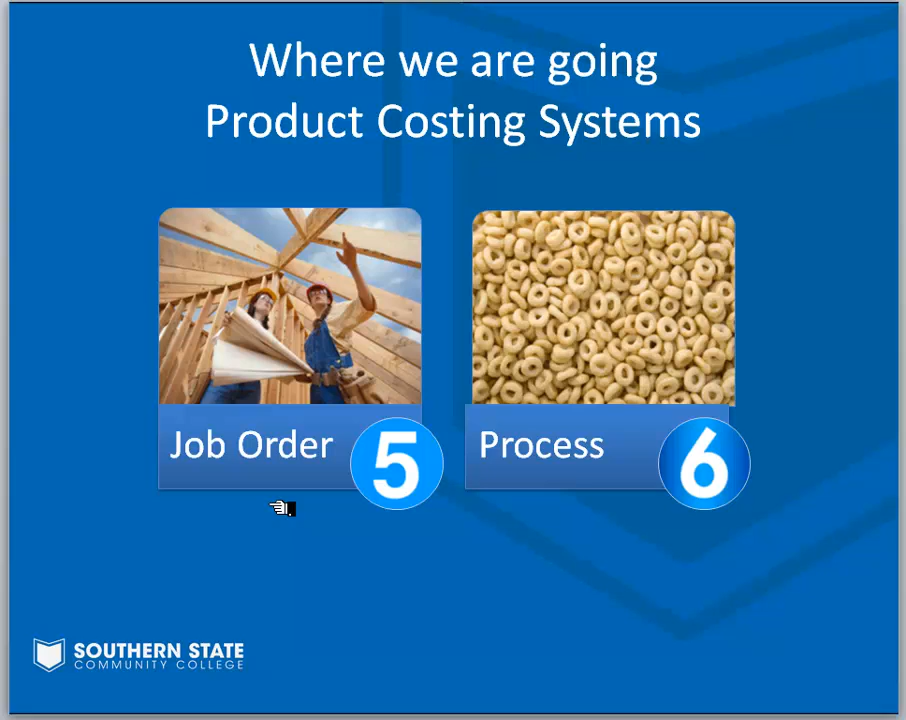 Where we are going
Product Costing Systems
Job Order
5
Process
6
SOUTHERN STATE
COMMUNITY COLLEGE